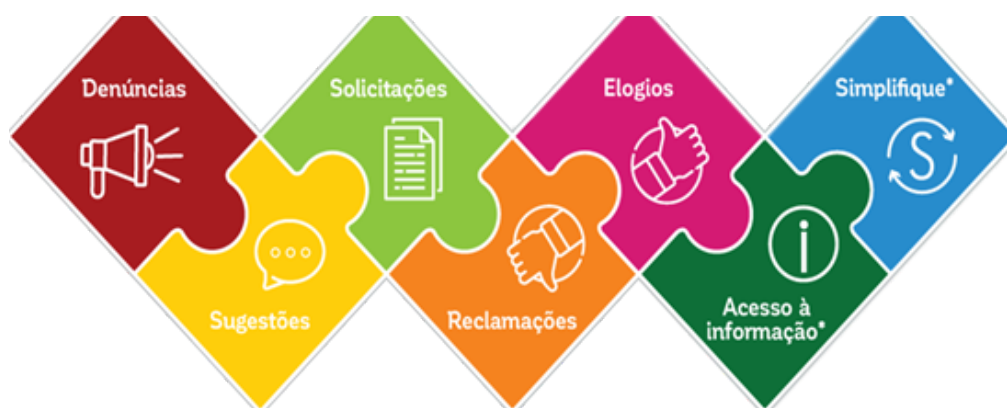 Denúncias
Solicitações
Elogios
Simplifique*
Sugestões
Reclamações
Acesso à
informação*